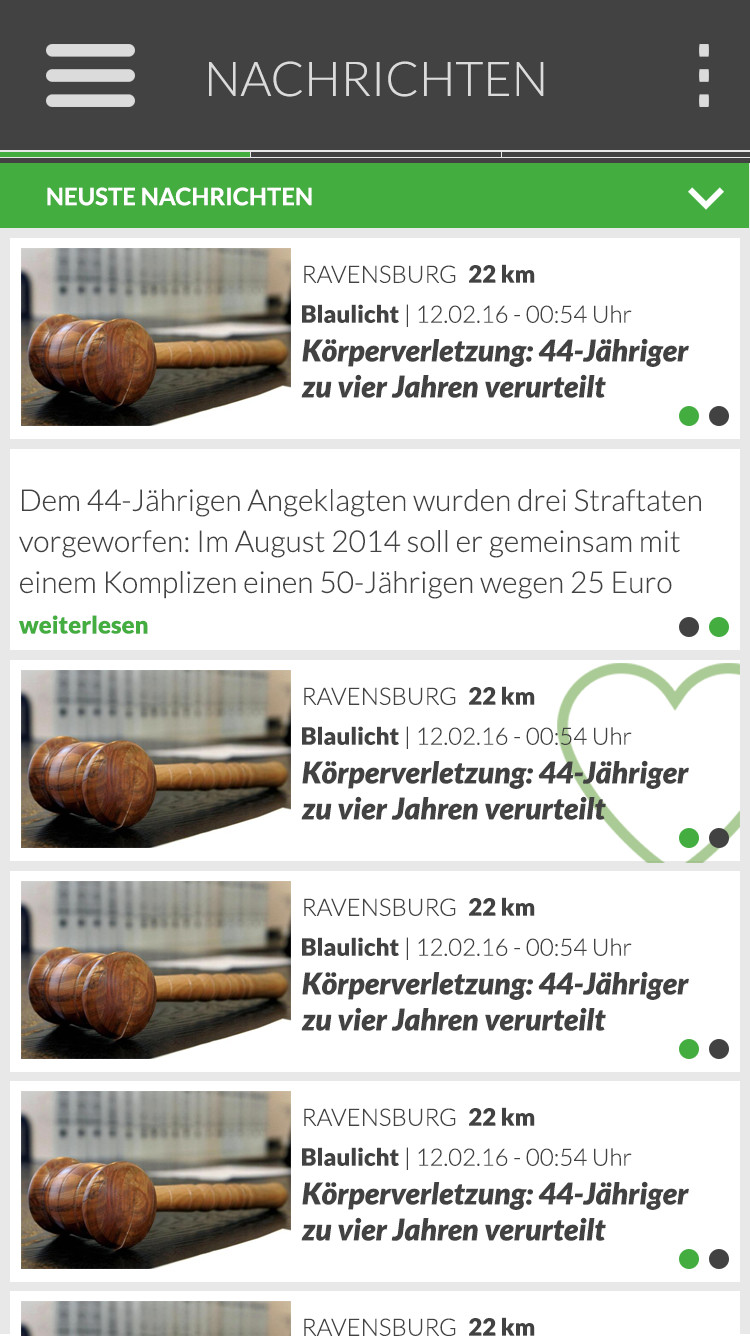 NACHRICHTEN
NEUSTE NACHRICHTEN
RAVENSBURG 22 km
Blaulicht | 12.02.16 - 00:54 Uhr
Körperverletzung: 44-Jähriger
zu vier Jahren verurteilt
Dem 44-Jährigen Angeklagten wurden drei Straftaten
vorgeworfen: Im August 2014 soll er gemeinsam mit
einem Komplizen einen 50-Jährigen wegen 25 Euro
weiterlesen
RAVENSBURG 22 km
Blaulicht | 12.02.16 - 00:54 Uhr
Körperverletzung: 44-Jähriger
zu vier Jahren verurteilt
RAVENSBURG 22 km
Blaulicht | 12.02.16 - 00:54 Uhr
Körperverletzung: 44-Jähriger
zu vier Jahren verurteilt
RAVENSBURG 22 km
Blaulicht | 12.02.16 - 00:54 Uhr
Körperverletzung: 44-Jähriger
zu vier Jahren verurteilt
RAVENSBURG 22 km